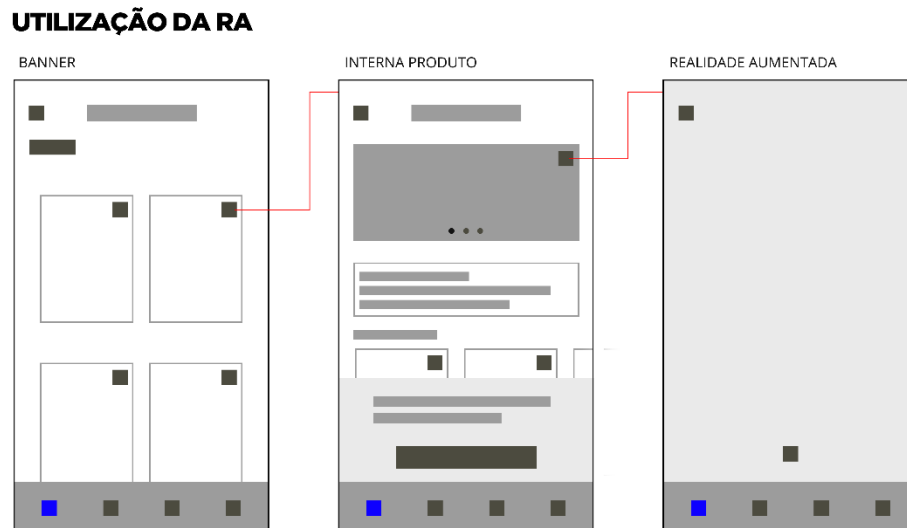 UTILIZAÇÃO DA RA
BANNER
INTERNA PRODUTO
REALIDADE AUMENTADA